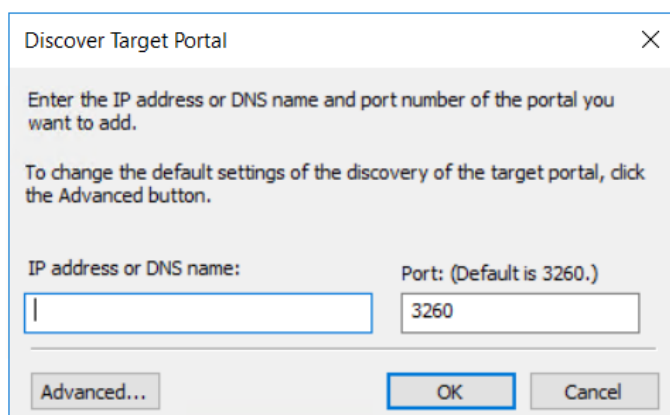 Discover Target Portal
Enter the IP address or DNS name and port number of the portal you
want to add.
To change the default settings of the discovery of the target portal, click
the Advanced button.
IP address or DNS name:
Port: (Default is 3260.)
3260
Advanced...
OK
Cancel